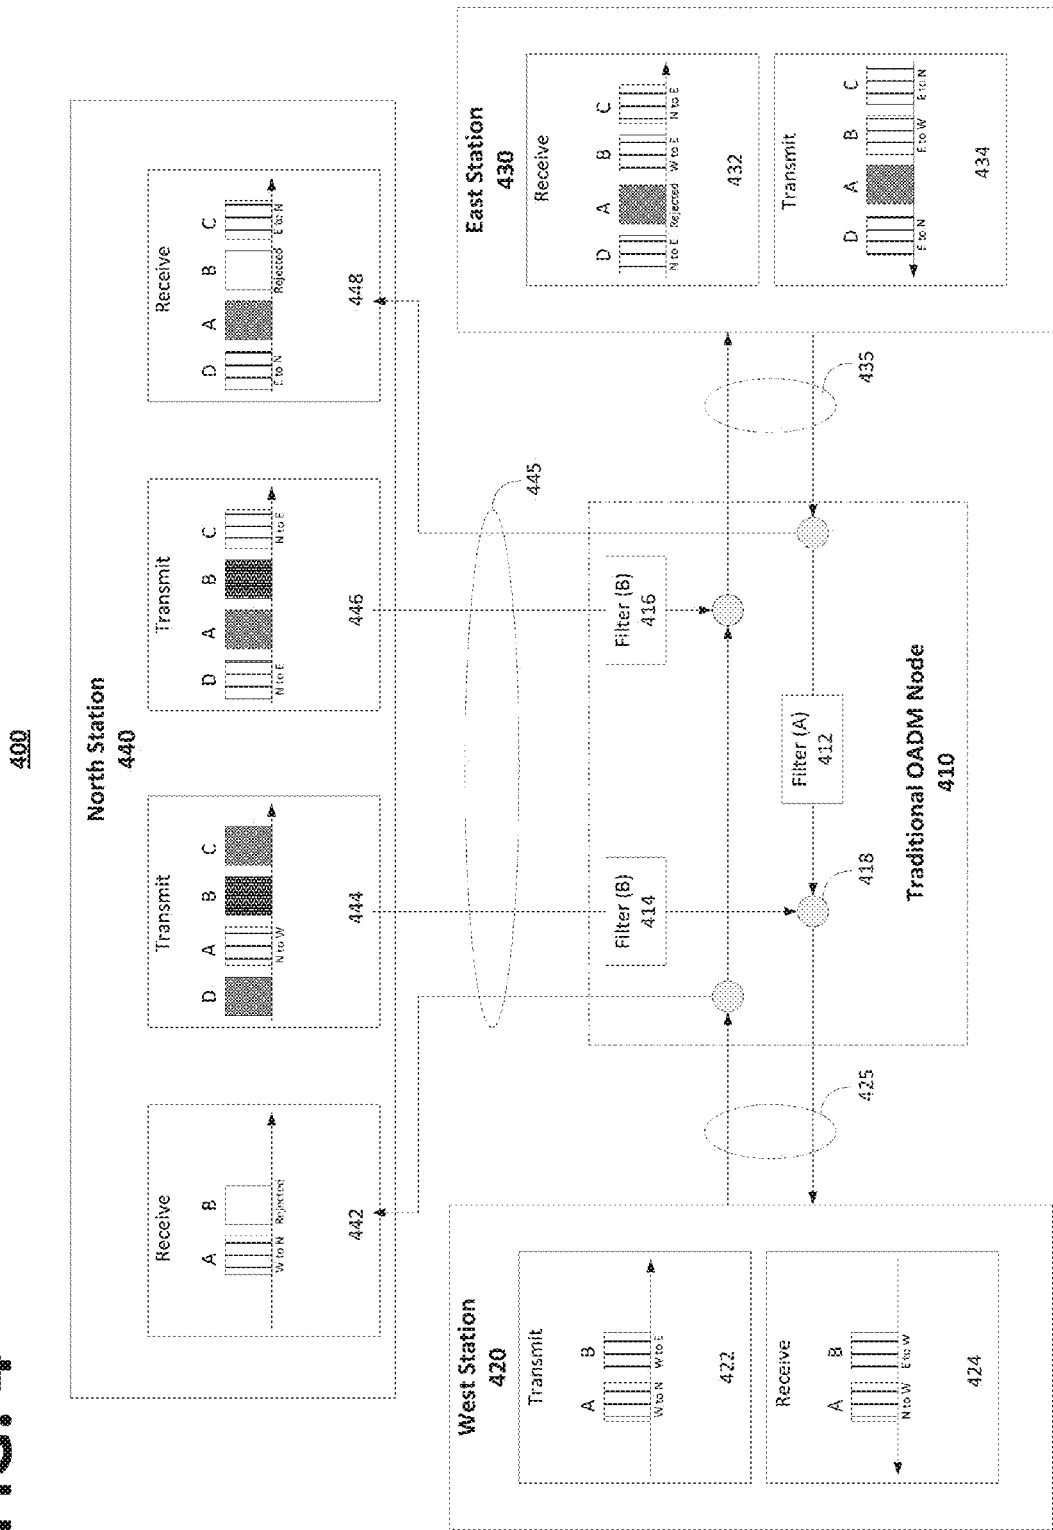 400
North Station
440
Receive
A B
W to N Rejected
442
Transmit
D A B C
N to W
444
Transmit
D A B C
N to E N to E
446
Receive
D A B C
E to N Rejected E to N
448
445
West Station
420
Transmit
A B
W to N W to E
422
Receive
A B
N to W E to W
424
425
Filter (B)
414
Filter (B)
416
Filter (A)
412
418
Traditional OADM Node
410
435
East Station
430
Receive
D A B C
N to E Rejected W to E N to E
432
Transmit
D A B C
E to N E to W E to N
434